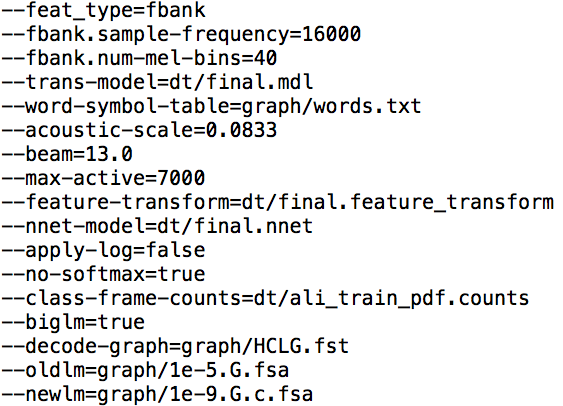 --feat_type=fbank
--fbank.sample-frequency=16000
--fbank.num-mel-bins=40
--trans-model=dt/final.mdl
--word-symbol-table=graph/words.txt
--acoustic-scale=0.0833
--beam=13.0
--max-active=7000
--feature-transform=dt/final.feature_transform
--nnet-model=dt/final.nnet
--apply-log=false
--no-softmax=true
--class-frame-counts=dt/ali_train_pdf.counts
--biglm=true
--decode-graph=graph/HCLG.fst
--oldlm=graph/1e-5.G.fsa
--newlm=graph/1e-9.G.c.fsa